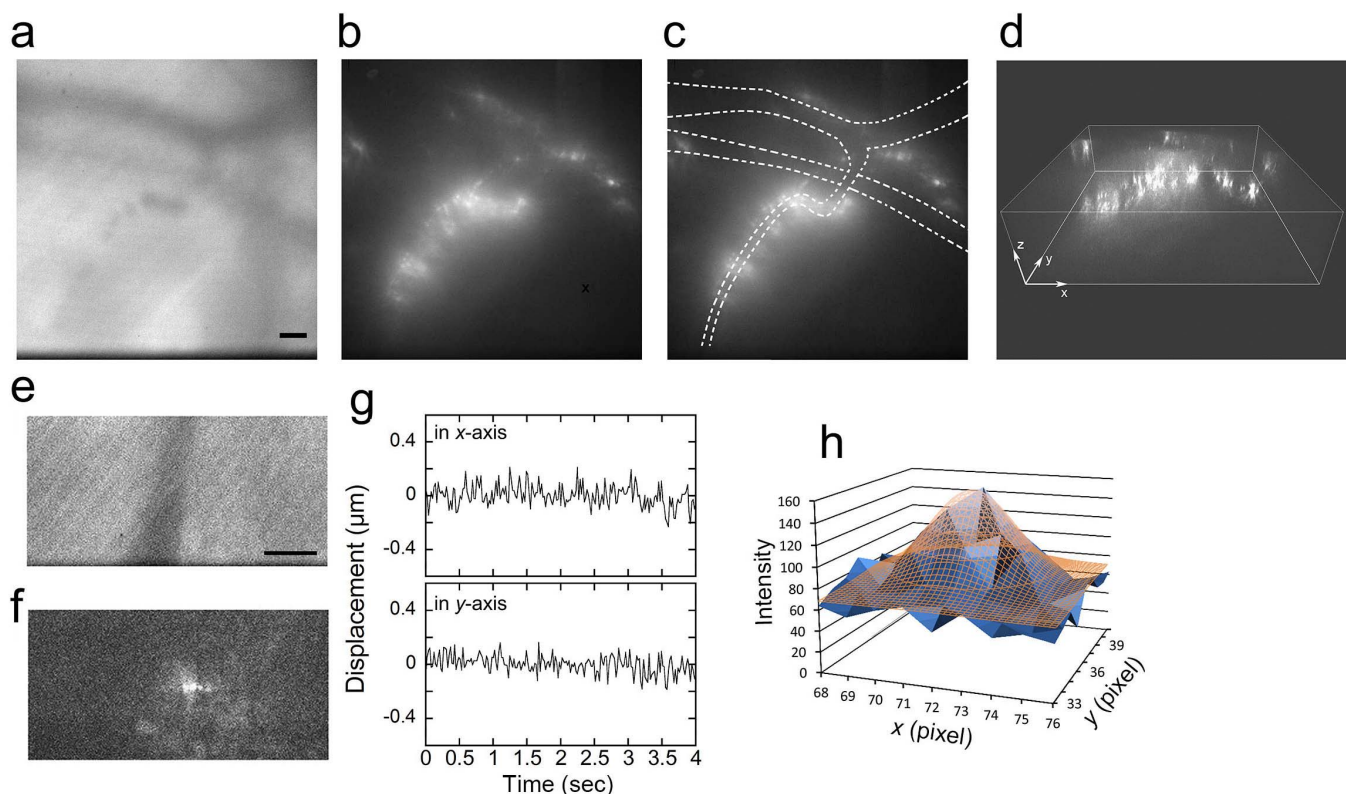 a
b
c
d
x
z
y
x
e
f
g
h
in x-axis
0.4
0
-0.4
in y-axis
0.4
0
-0.4
Displacement (μm)
0 0.5 1 1.5 2 2.5 3 3.5 4
Time (sec)
160
140
120
100
80
60
40
20
0
Intensity
68 69 70 71 72 73 74 75 76
x (pixel)
33 36 39
y (pixel)